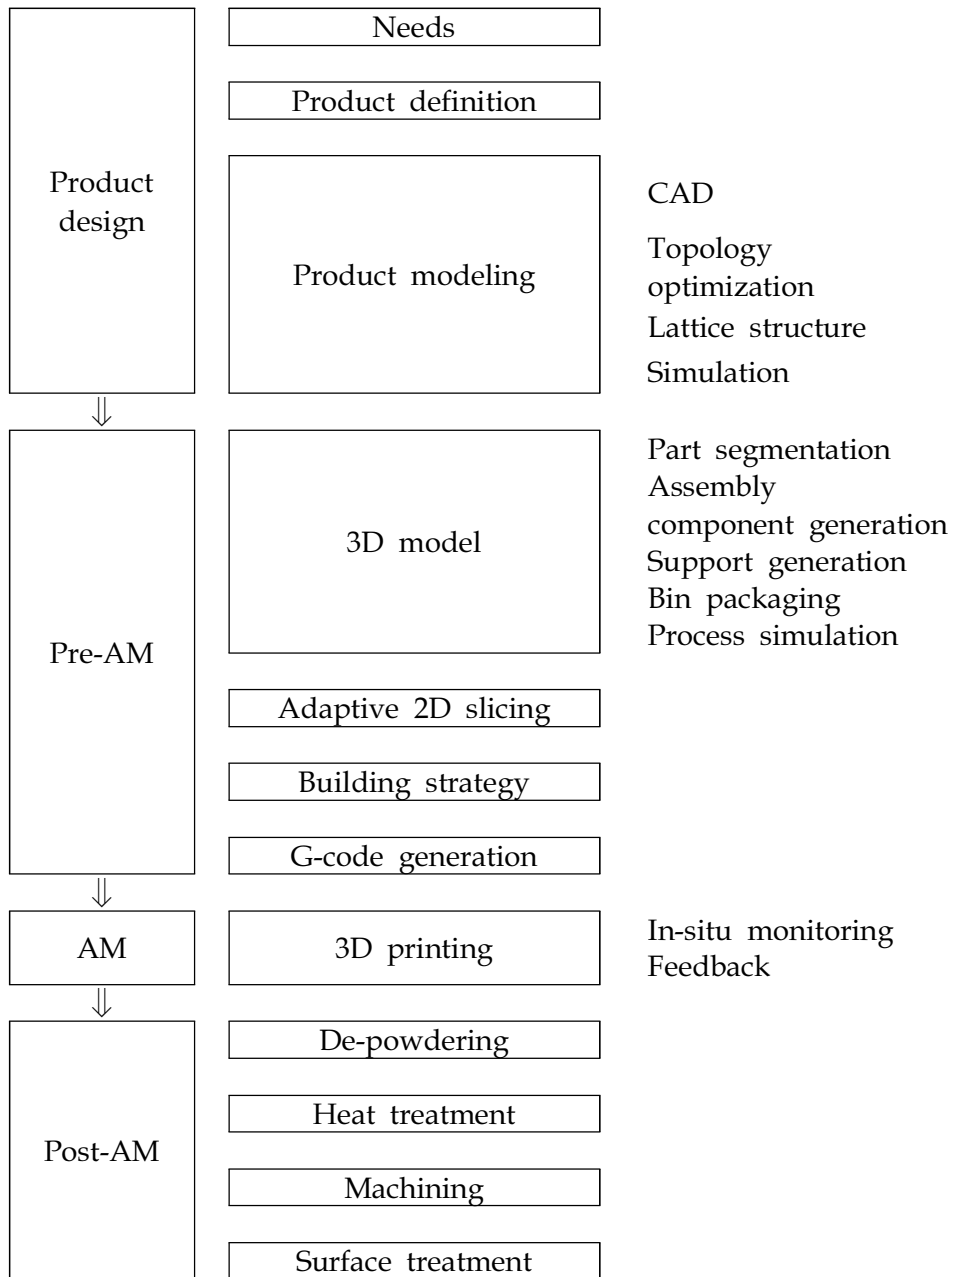 Needs
Product definition
Product
design
Product modeling
CAD
Topology
optimization
Lattice structure
Simulation
⇓
Pre-AM
3D model
Part segmentation
Assembly
component generation
Support generation
Bin packaging
Process simulation
Adaptive 2D slicing
Building strategy
G-code generation
⇓
AM
3D printing
In-situ monitoring
Feedback
⇓
Post-AM
De-powdering
Heat treatment
Machining
Surface treatment